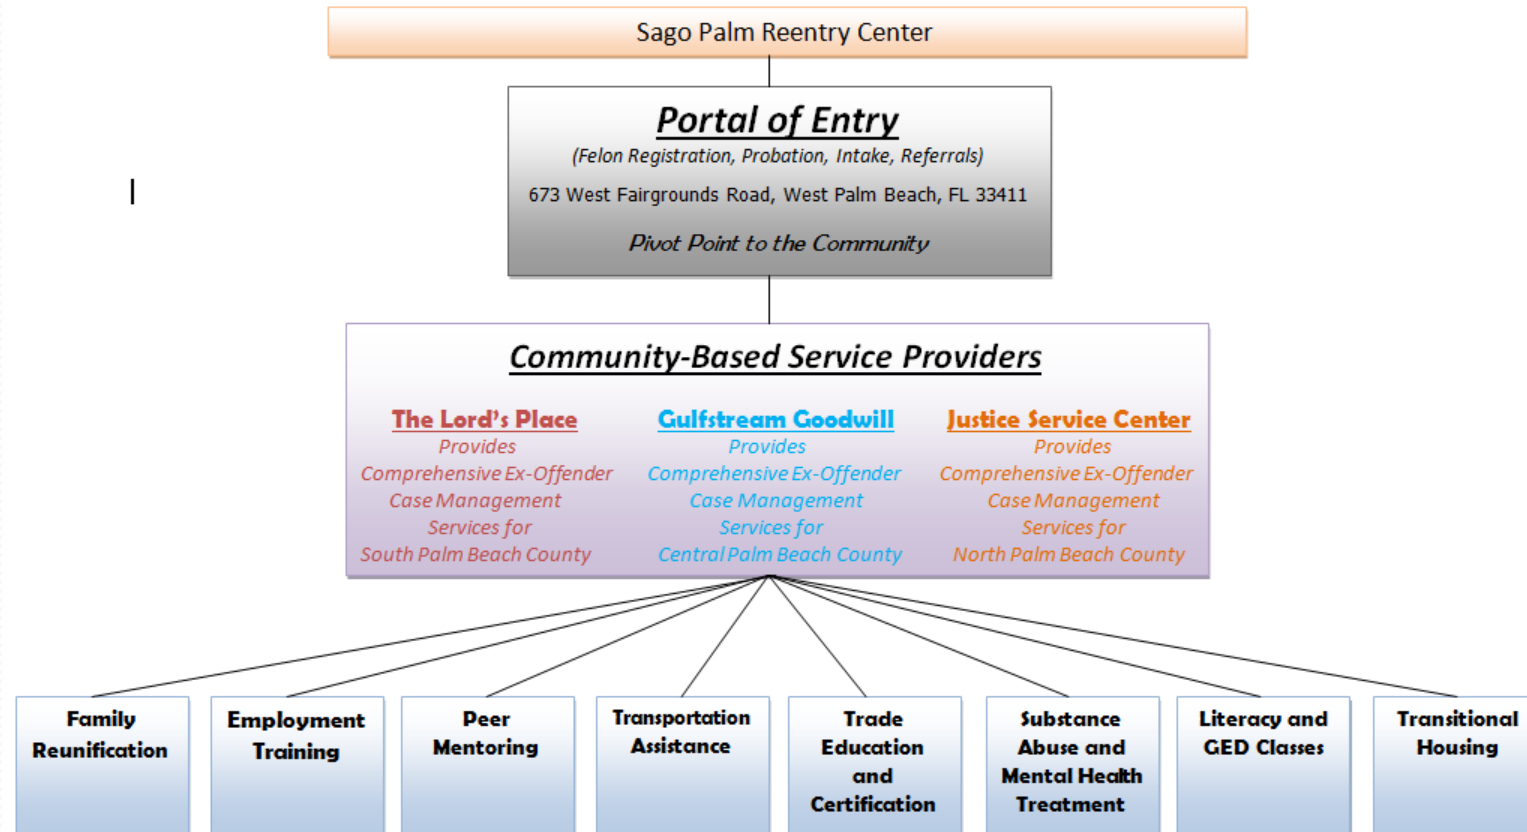 Sago Palm Reentry Center
Portal of Entry
(Felon Registration, Probation, Intake, Referrals)
673 West Fairgrounds Road, West Palm Beach, FL 33411
Pivot Point to the Community
Community-Based Service Providers
The Lord's Place
Provides
Comprehensive Ex-Offender
Case Management
Services for
South Palm Beach County
Gulfstream Goodwill
Provides
Comprehensive Ex-Offender
Case Management
Services for
Central Palm Beach County
Justice Service Center
Provides
Comprehensive Ex-Offender
Case Management
Services for
North Palm Beach County
Family
Reunification
Employment
Training
Peer
Mentoring
Transportation
Assistance
Trade
Education
and
Certification
Substance
Abuse and
Mental Health
Treatment
Literacy and
GED Classes
Transitional
Housing